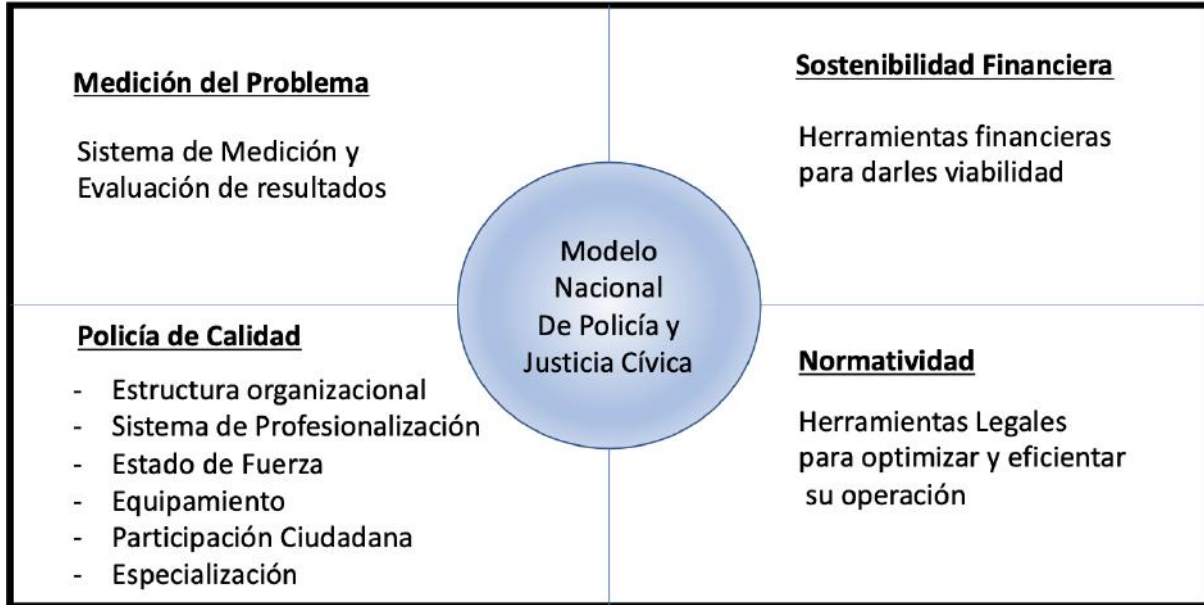 Medición del Problema
Sistema de Medición y
Evaluación de resultados
Sostenibilidad Financiera
Herramientas financieras
para darles viabilidad
Modelo
Nacional
De Policía y
Justicia Cívica
Policía de Calidad
- Estructura organizacional
- Sistema de Profesionalización
- Estado de Fuerza
- Equipamiento
- Participación Ciudadana
- Especialización
Normatividad
Herramientas Legales
para optimizar y eficientar
su operación